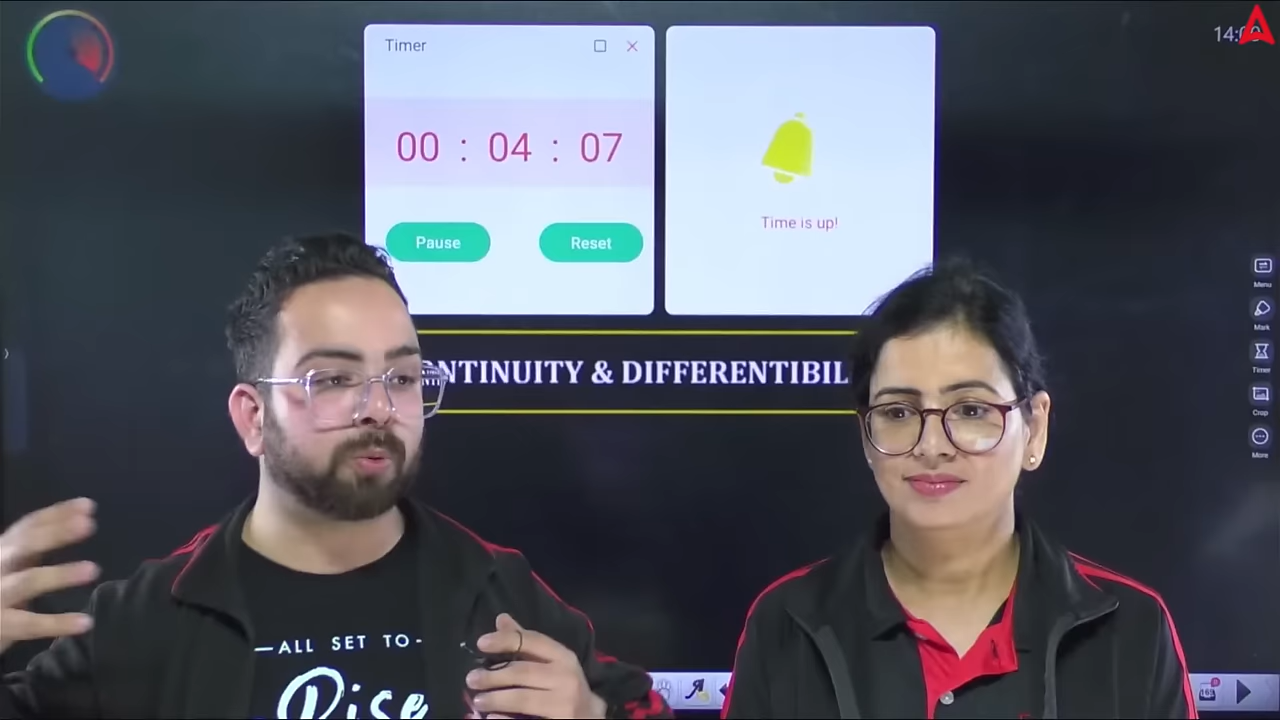 Timer
00 : 04 : 07
Pause
Reset
Time is up!
CONTINUITY & DIFFERENTIBIL
ALL SET TO
Rise
Menu
Mark
Timer
Crop
More